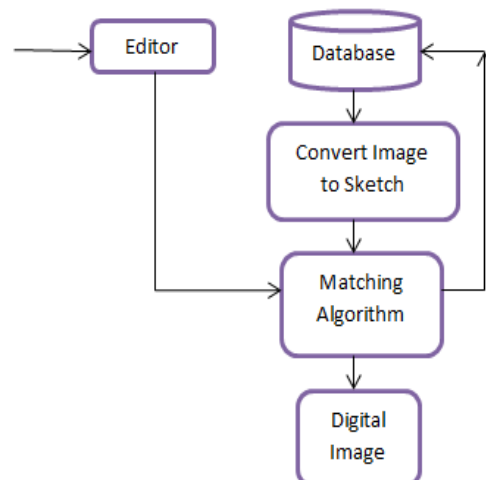 Editor
Database
Convert Image
to Sketch
Matching
Algorithm
Digital
Image